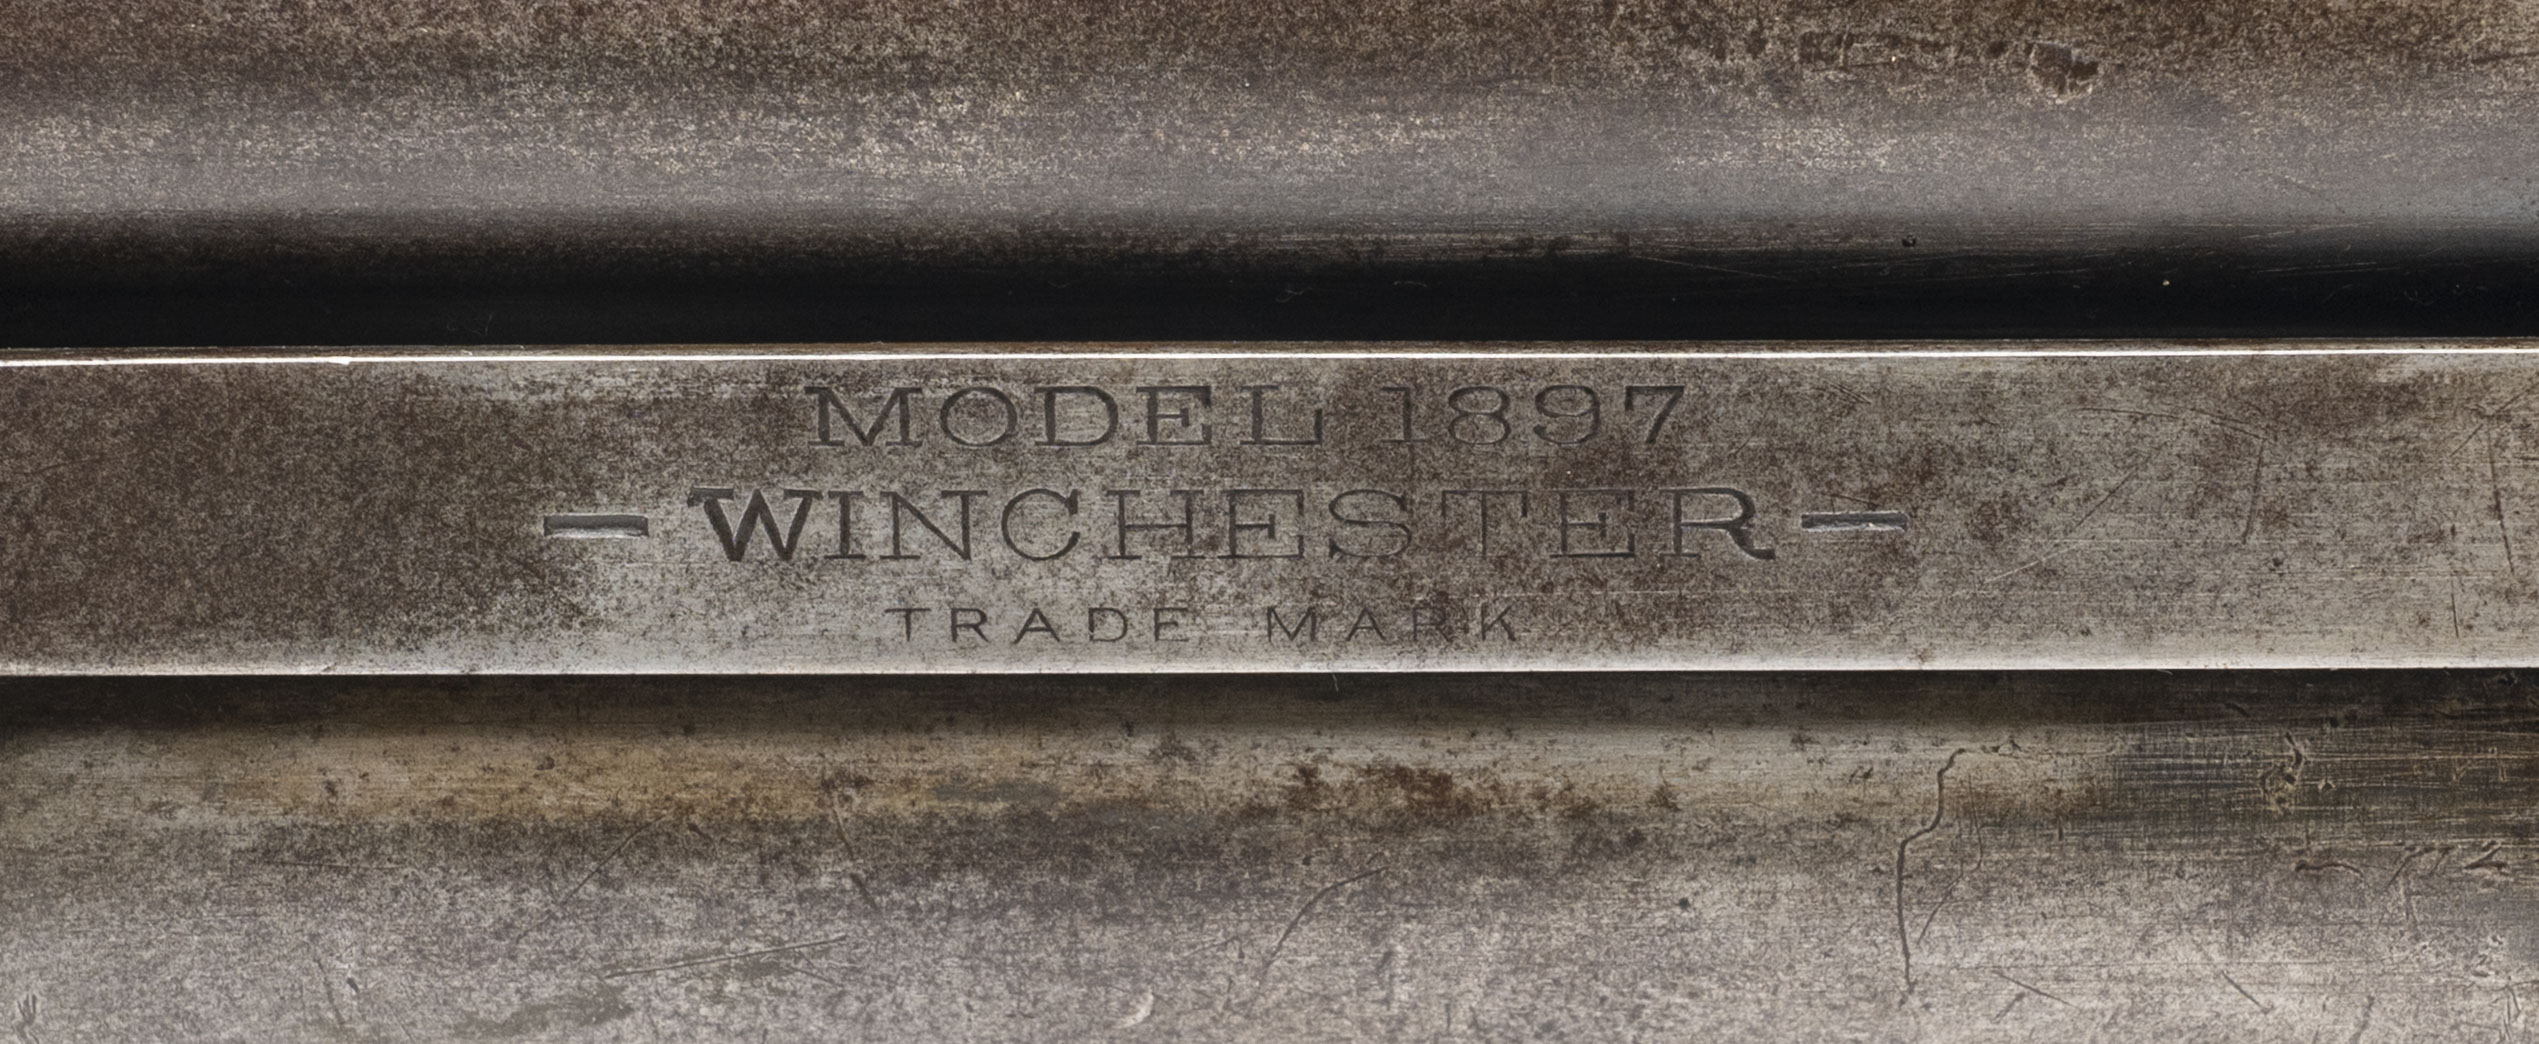 MODEL 1897
-WINCHESTER-
TRADE MARK